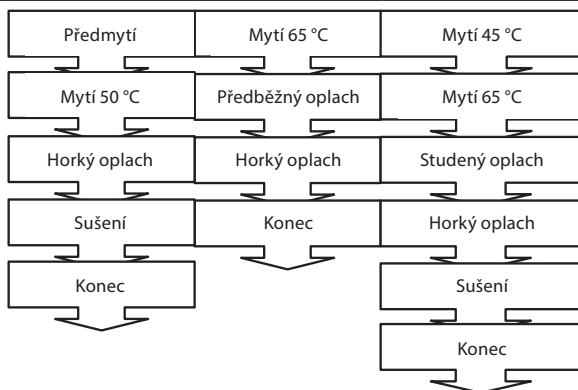 Předmytí
Mytí 65 °C
Mytí 45 °C
Mytí 50 °C
Předběžný oplach
Mytí 65 °C
Horký oplach
Horký oplach
Studený oplach
Sušení
Konec
Horký oplach
Konec
Sušení
Konec